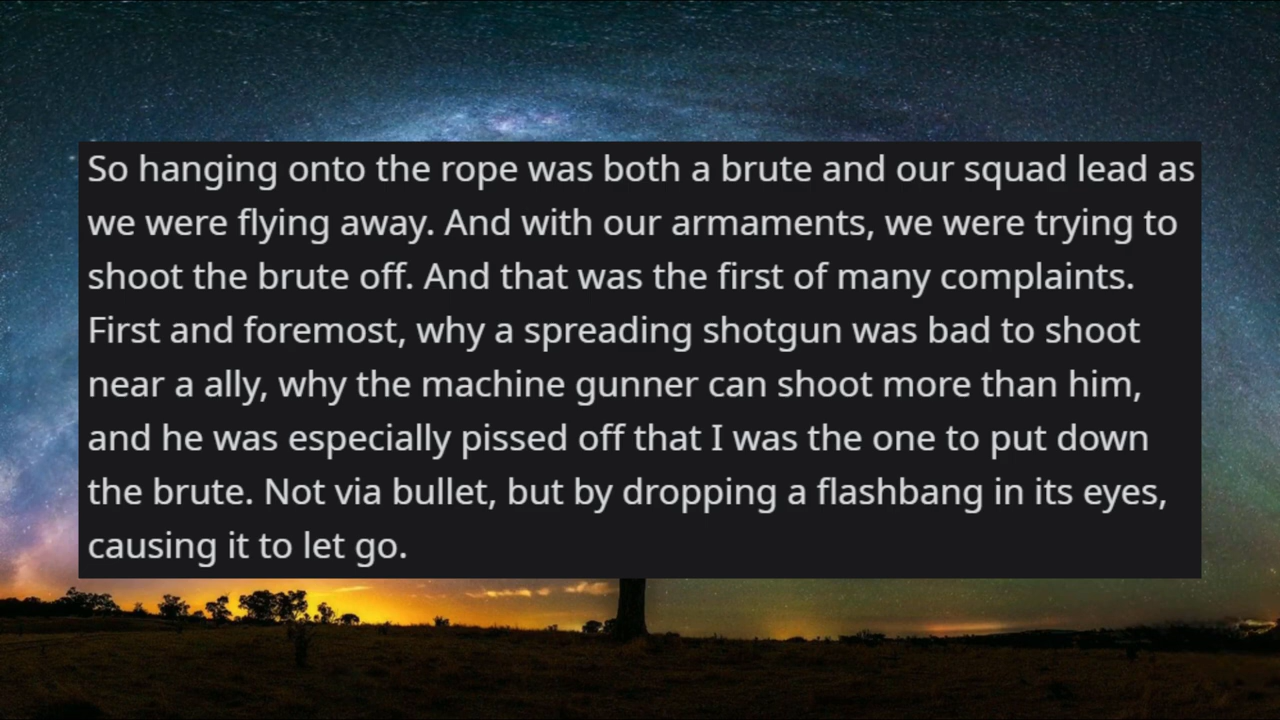 So hanging onto the rope was both a brute and our squad lead as
we were flying away. And with our armaments, we were trying to
shoot the brute off. And that was the first of many complaints.
First and foremost, why a spreading shotgun was bad to shoot
near a ally, why the machine gunner can shoot more than him,
and he was especially pissed off that I was the one to put down
the brute. Not via bullet, but by dropping a flashbang in its eyes,
causing it to let go.